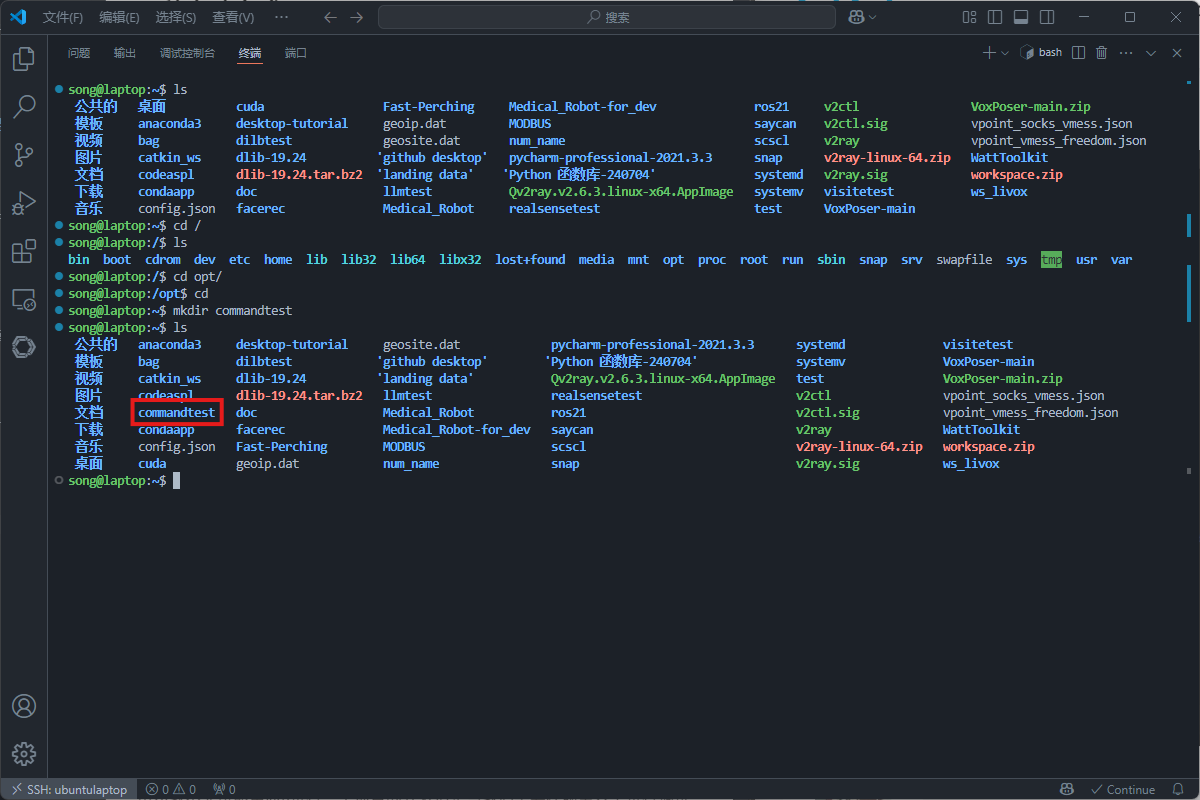 文件(F) 编辑(E) 选择(S) 查看(V) ··· 搜索
问题 输出 调试控制台 终端 端口 bash
song@laptop:~$ ls
公共的 桌面 cuda Fast-Perching Medical_Robot-for_dev ros21 v2ctl VoxPoser-main.zip
模板 anaconda3 desktop-tutorial geoip.dat MODBUS saycan v2ctl.sig vpoint_socks_vmess.json
视频 bag dilbtest geosite.dat num_name scscl v2ray vpoint_vmess_freedom.json
图片 catkin_ws dlib-19.24 'github desktop' pycharm-professional-2021.3.3 snap v2ray-linux-64.zip WattToolkit
文档 codeaspl dlib-19.24.tar.bz2 'landing data' 'Python 函数库-240704' systemd v2ray.sig workspace.zip
下载 condaapp doc llmtest Qv2ray.v2.6.3.linux-x64.AppImage systemv visitetest ws_livox
音乐 config.json facerec Medical_Robot realsensetest test VoxPoser-main
song@laptop:~$ cd /
song@laptop:/$ ls
bin boot cdrom dev etc home lib lib32 lib64 libx32 lost+found media mnt opt proc root run sbin snap srv swapfile sys tmp usr var
song@laptop:/$ cd opt/
song@laptop:/opt$ cd
song@laptop:~$ mkdir commandtest
song@laptop:~$ ls
公共的 anaconda3 desktop-tutorial geosite.dat pycharm-professional-2021.3.3 systemd visitetest
模板 bag dilbtest 'github desktop' 'Python 函数库-240704' systemv VoxPoser-main
视频 catkin_ws dlib-19.24 'landing data' Qv2ray.v2.6.3.linux-x64.AppImage test VoxPoser-main.zip
图片 codeaspl dlib-19.24.tar.bz2 llmtest realsensetest v2ctl vpoint_socks_vmess.json
文档 commandtest doc Medical_Robot ros21 v2ctl.sig vpoint_vmess_freedom.json
下载 condaapp facerec Medical_Robot-for_dev saycan v2ray WattToolkit
音乐 config.json Fast-Perching MODBUS scscl v2ray-linux-64.zip workspace.zip
桌面 cuda geoip.dat num_name snap v2ray.sig ws_livox
song@laptop:~$
SSH: ubuntulaptop 0 0 0 Continue